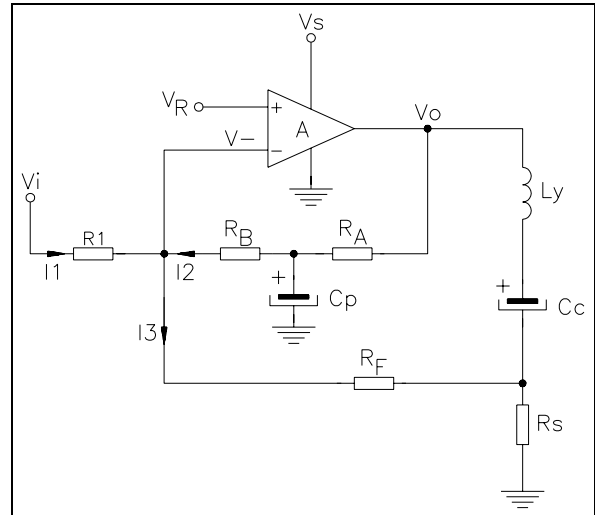 Vs
VR
+
A
Vo
V-
-
Vi
Ly
RB
RA
R1
I1
I2
+
Cp
+
Cc
I3
RF
Rs